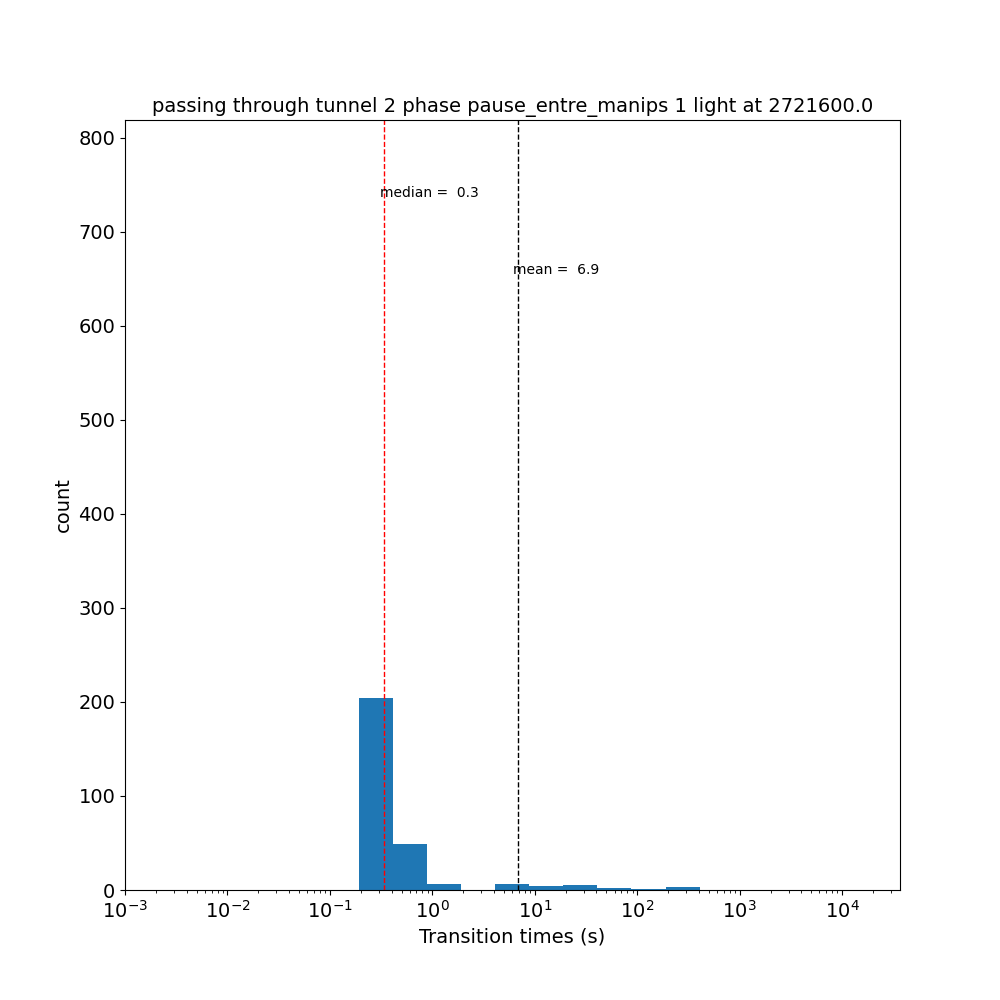 passing through tunnel 2 phase pause_entre_manips 1 light at 2721600.0
800
median =  0.3
700
mean =  6.9
600
500
400
count
300
200
100
0
10⁻³ 10⁻² 10⁻¹ 10⁰ 10¹ 10² 10³ 10⁴
Transition times (s)